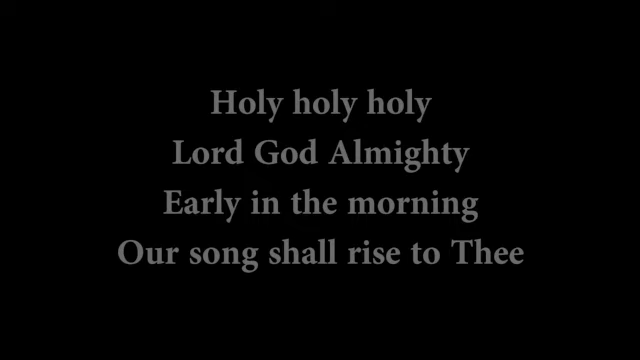 Holy holy holy
Lord God Almighty
Early in the morning
Our song shall rise to Thee